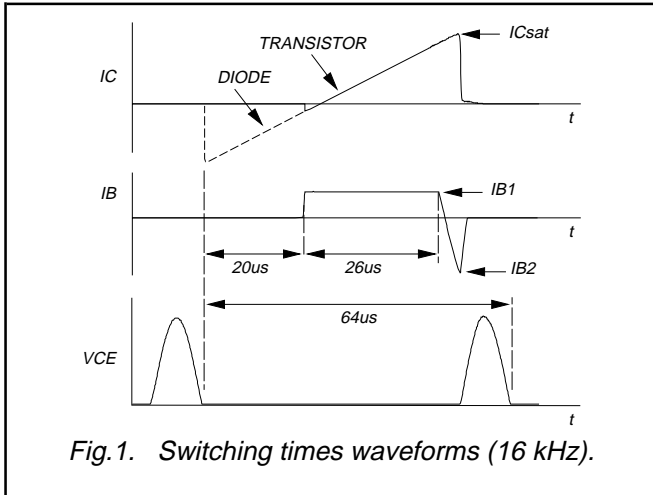 ICsat
TRANSISTOR
IC
DIODE
t
IB
IB1
t
20us
26us
IB2
64us
VCE
t
Fig.1. Switching times waveforms (16 kHz).